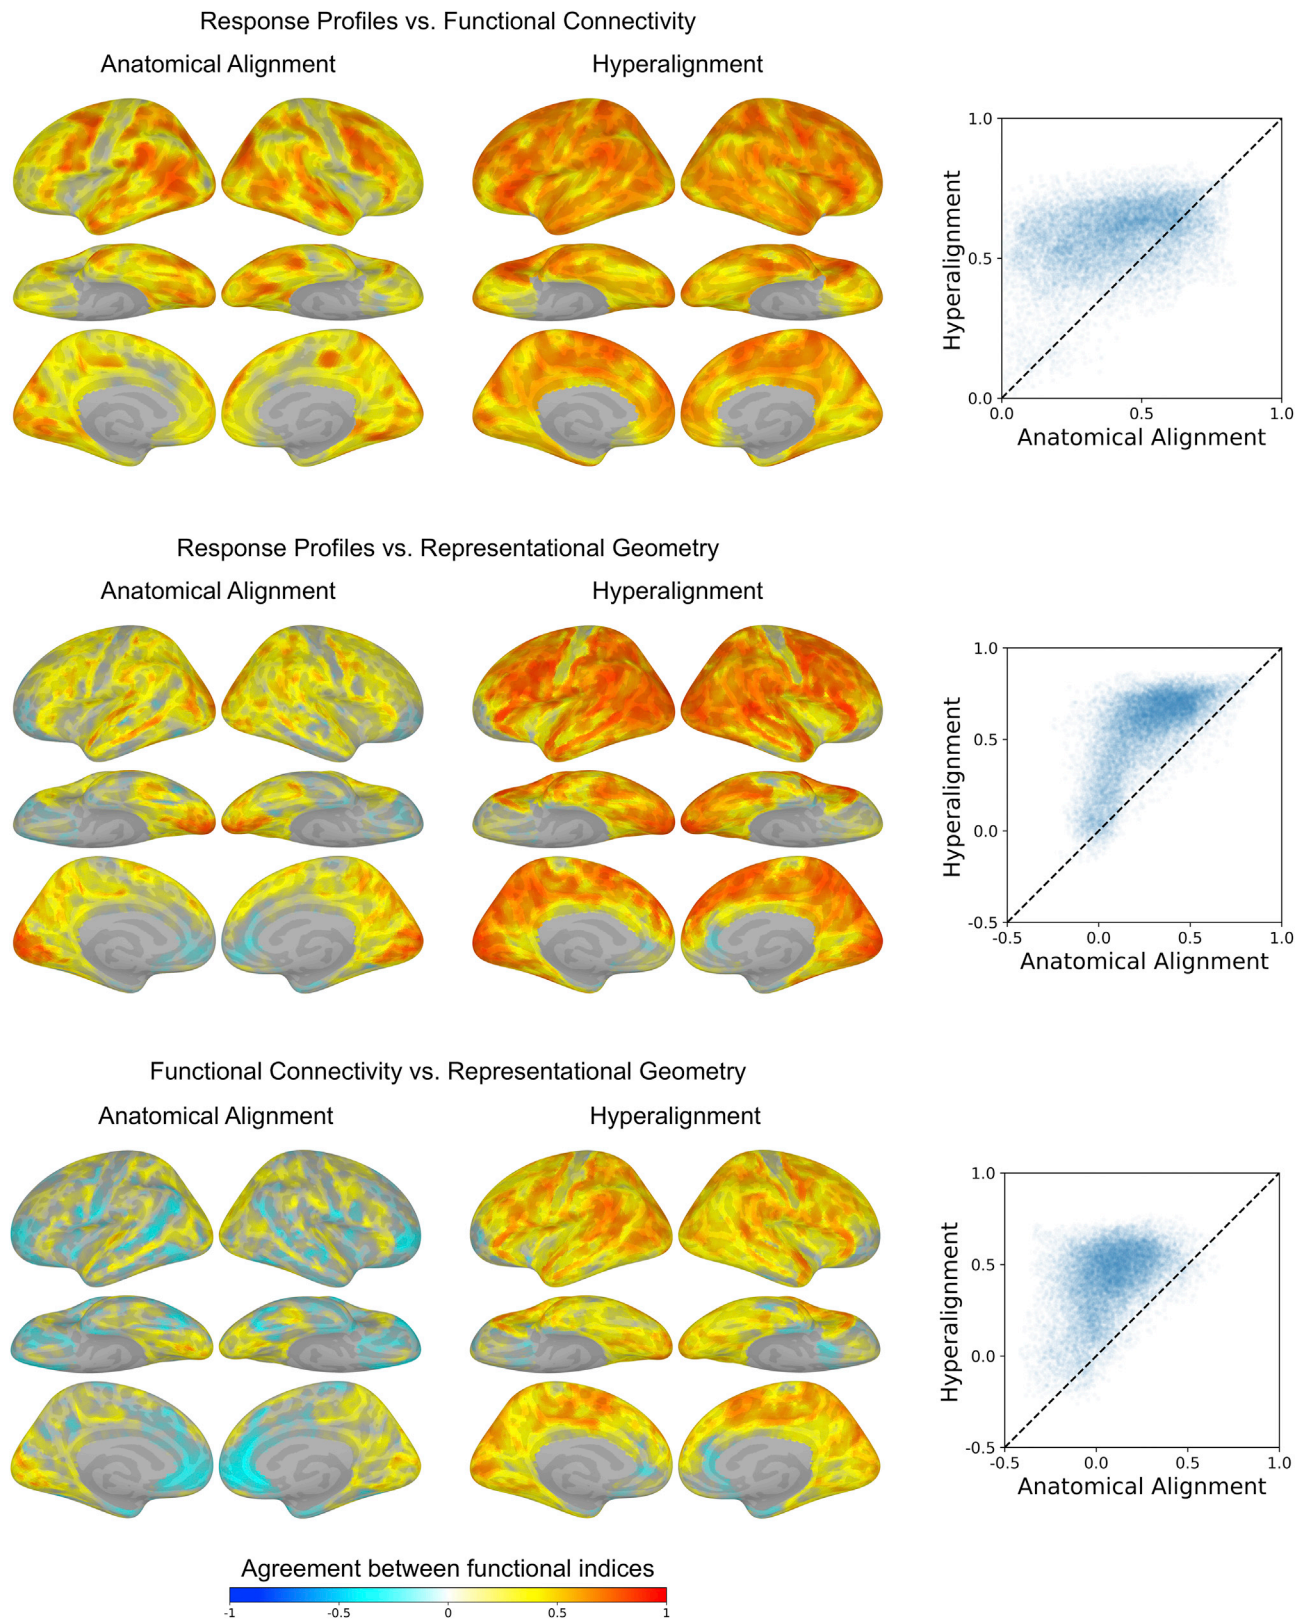 Response Profiles vs. Functional Connectivity
Anatomical Alignment
Hyperalignment
1.0
0.5
0.0
Hyperalignment
0.0
0.5
1.0
Anatomical Alignment
Response Profiles vs. Representational Geometry
Anatomical Alignment
Hyperalignment
1.0
0.5
0.0
-0.5
Hyperalignment
-0.5
0.0
0.5
1.0
Anatomical Alignment
Functional Connectivity vs. Representational Geometry
Anatomical Alignment
Hyperalignment
1.0
0.5
0.0
-0.5
Hyperalignment
-0.5
0.0
0.5
1.0
Anatomical Alignment
Agreement between functional indices
-1
-0.5
0
0.5
1